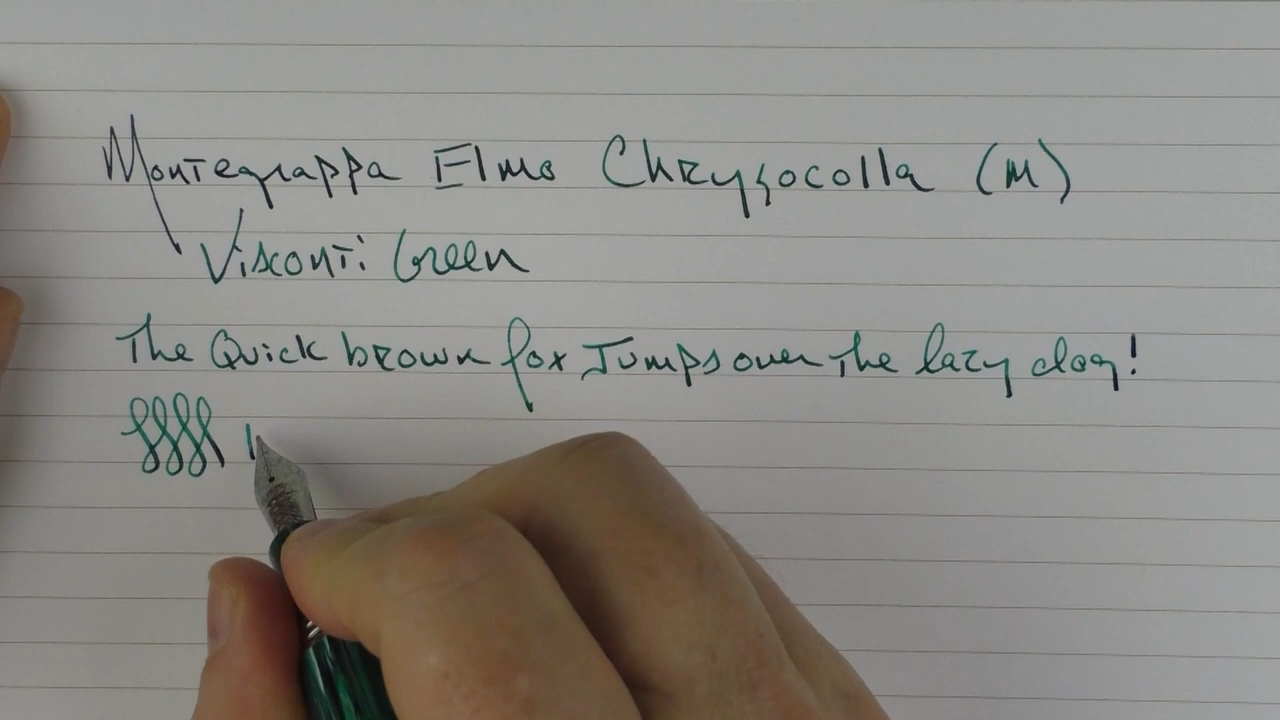 Montegrappa Elmo Chrysocolla (M)
Visconti Green
The Quick brown fox Jumps over the lazy dog!